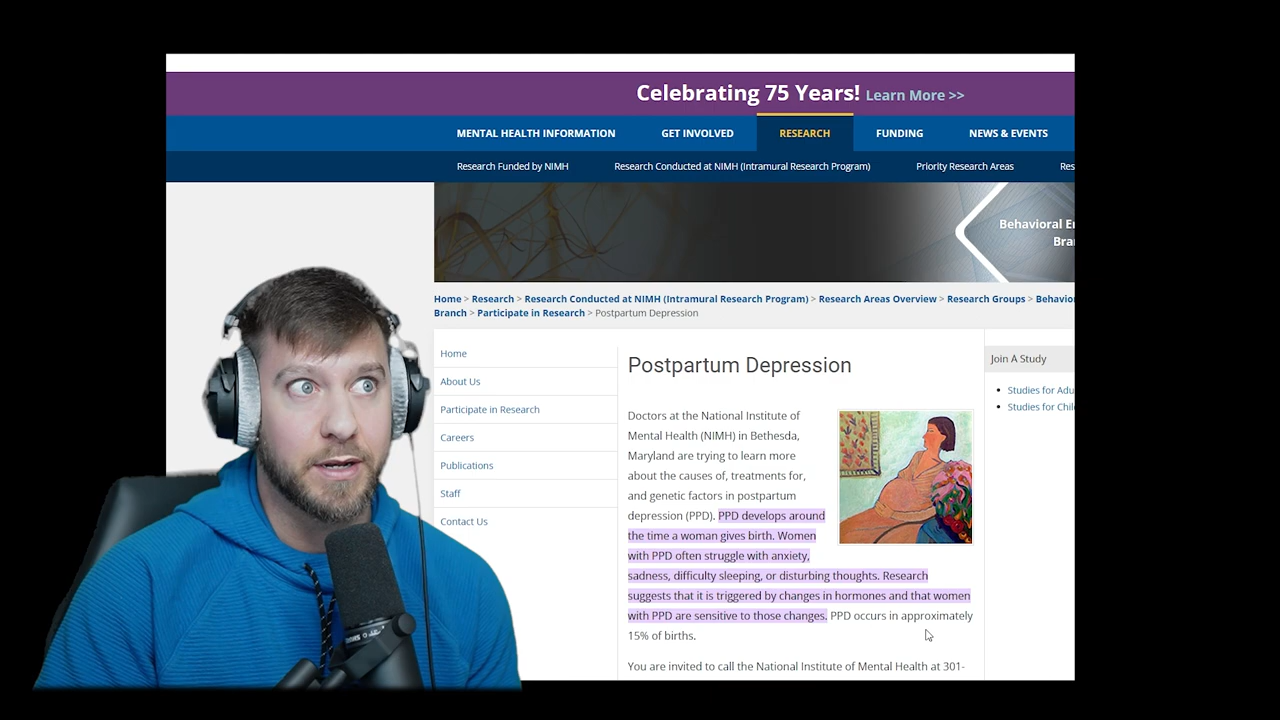 Celebrating 75 Years! Learn More >>
MENTAL HEALTH INFORMATION GET INVOLVED RESEARCH FUNDING NEWS & EVENTS
Research Funded by NIMH Research Conducted at NIMH (Intramural Research Program) Priority Research Areas Res
Behavioral E
Bra
Home > Research > Research Conducted at NIMH (Intramural Research Program) > Research Areas Overview > Research Groups > Behavio
Branch > Participate in Research > Postpartum Depression
Home
About Us
Participate in Research
Careers
Publications
Staff
Contact Us
Postpartum Depression
Doctors at the National Institute of
Mental Health (NIMH) in Bethesda,
Maryland are trying to learn more
about the causes of, treatments for,
and genetic factors in postpartum
depression (PPD). PPD develops around
the time a woman gives birth. Women
with PPD often struggle with anxiety,
sadness, difficulty sleeping, or disturbing thoughts. Research
suggests that it is triggered by changes in hormones and that women
with PPD are sensitive to those changes. PPD occurs in approximately
15% of births.
You are invited to call the National Institute of Mental Health at 301-
Join A Study
Studies for Adu
Studies for Chil